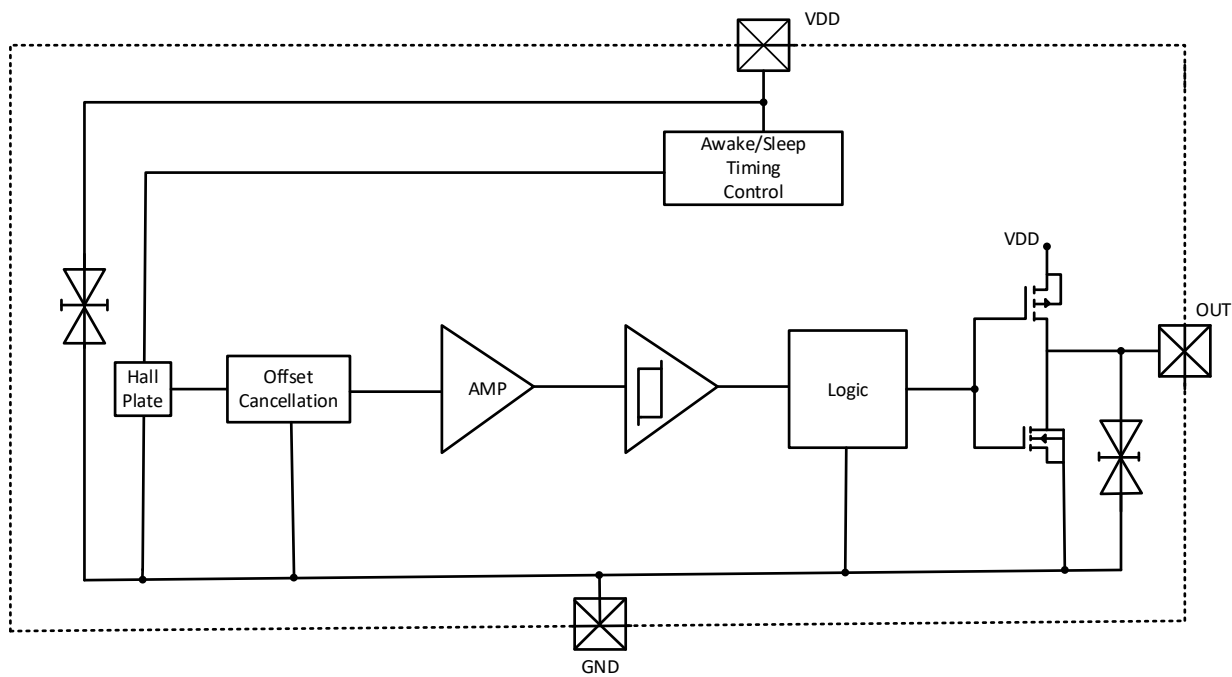 VDD
Awake/Sleep
Timing
Control
VDD
OUT
Hall
Plate
Offset
Cancellation
AMP
Logic
GND